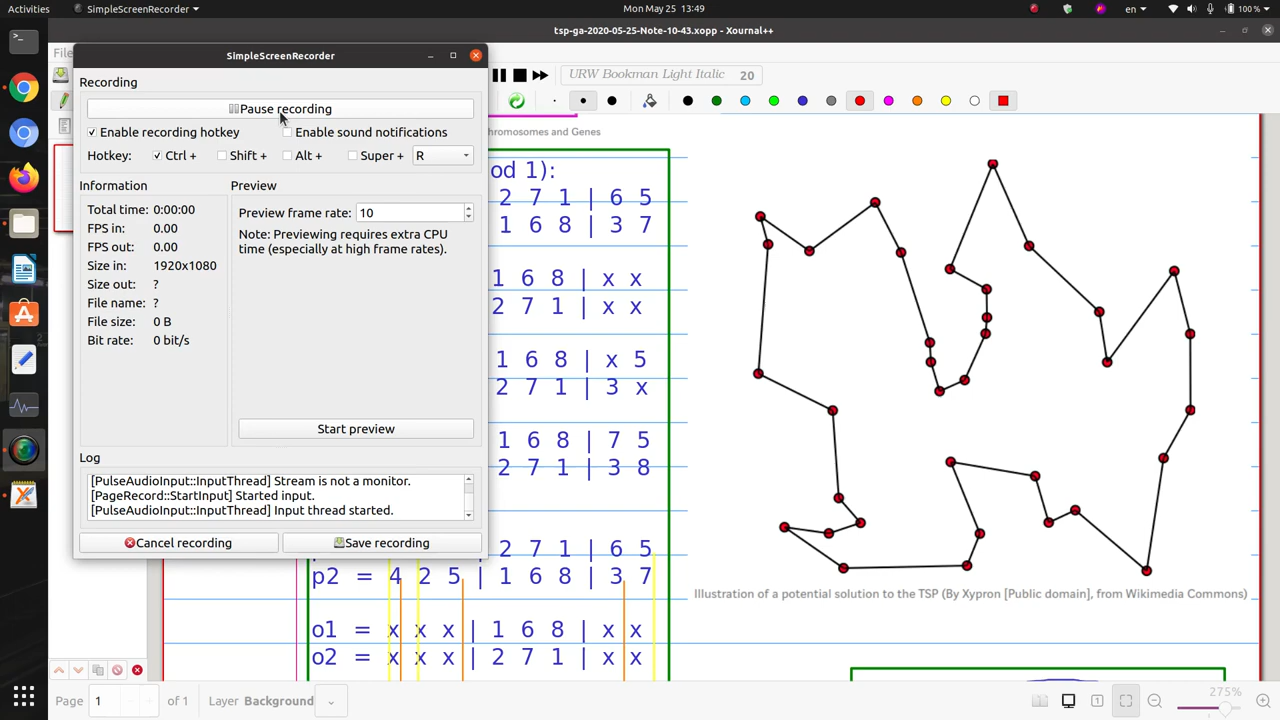 Activities
SimpleScreenRecorder
Mon May 25 13:49
en
100 %
tsp-ga-2020-05-25-Note-10-43.xopp - Xournal++
SimpleScreenRecorder
File
URW Bookman Light Italic 20
Recording
Pause recording
Enable recording hotkey
Enable sound notifications
Hotkey: Ctrl + Shift + Alt + Super + R
Information
Total time: 0:00:00
FPS in: 0.00
FPS out: 0.00
Size in: 1920x1080
Size out: ?
File name: ?
File size: 0 B
Bit rate: 0 bit/s
Preview
Preview frame rate: 10
Note: Previewing requires extra CPU
time (especially at high frame rates).
Start preview
Log
[PulseAudioInput::InputThread] Stream is not a monitor.
[PageRecord::StartInput] Started input.
[PulseAudioInput::InputThread] Input thread started.
Cancel recording
Save recording
hromosomes and Genes
od 1):
2 7 1 | 6 5
1 6 8 | 3 7
1 6 8 | x x
2 7 1 | x x
1 6 8 | x 5
2 7 1 | 3 x
1 6 8 | 7 5
2 7 1 | 3 8
2 7 1 | 6 5
p2 = 4 2 5 | 1 6 8 | 3 7
o1 = x x x | 1 6 8 | x x
o2 = x x x | 2 7 1 | x x
Illustration of a potential solution to the TSP (By Xypron [Public domain], from Wikimedia Commons)
Page 1 of 1
Layer Background
275%